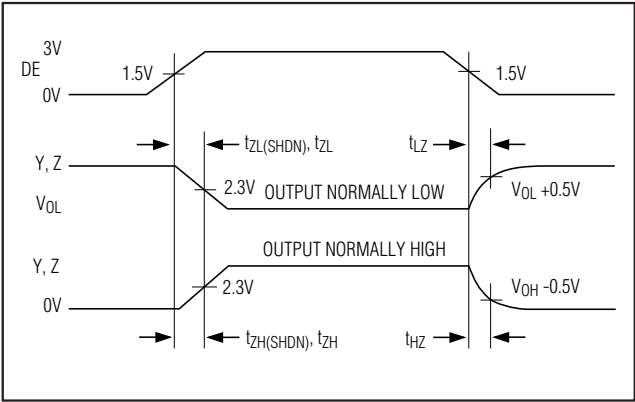 3V
DE
1.5V
1.5V
0V
tZL(SHDN), tZL
tLZ
Y, Z
2.3V
OUTPUT NORMALLY LOW
VOL +0.5V
VOL
OUTPUT NORMALLY HIGH
Y, Z
2.3V
VOH -0.5V
0V
tZH(SHDN), tZH
tHZ